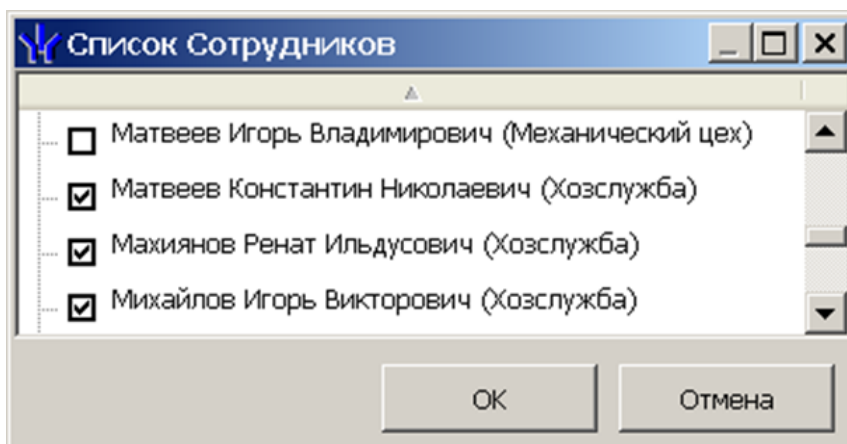 Список Сотрудников
Матвеев Игорь Владимирович (Механический цех)
Матвеев Константин Николаевич (Хозслужба)
Махиянов Ренат Ильдусович (Хозслужба)
Михайлов Игорь Викторович (Хозслужба)
ОК Отмена